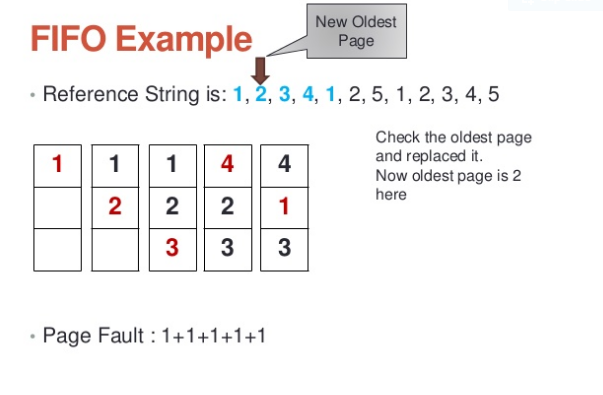 FIFO Example
New Oldest
Page
• Reference String is: 1, 2, 3, 4, 1, 2, 5, 1, 2, 3, 4, 5
1 1 1 4 4
2 2 2 1
3 3 3
Check the oldest page
and replaced it.
Now oldest page is 2
here
• Page Fault : 1+1+1+1+1